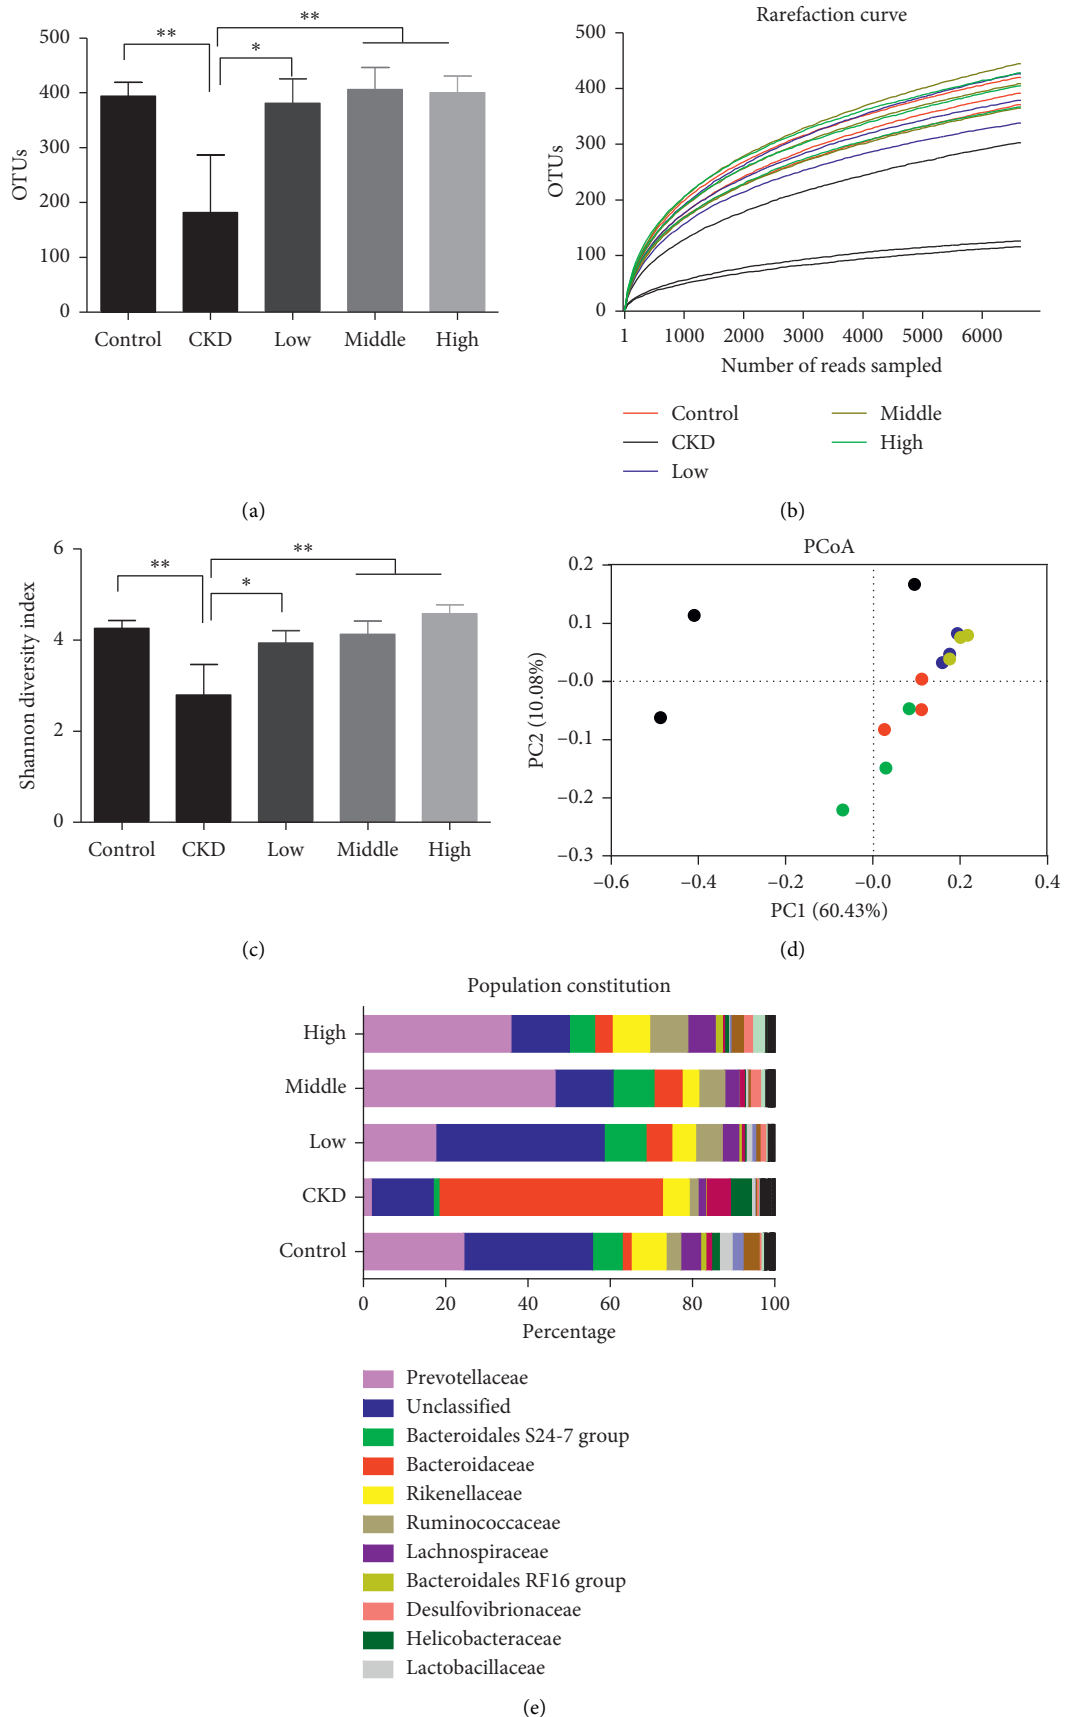 500
400
300
200
100
0
OTUs
**
*
**
Control CKD Low Middle High
(a)
Rarefaction curve
500
400
300
200
100
0
OTUs
1 1000 2000 3000 4000 5000 6000
Number of reads sampled
Control
CKD
Low
Middle
High
(b)
6
4
2
0
Shannon diversity index
**
*
**
Control CKD Low Middle High
(c)
PCoA
0.2
0.1
–0.0
–0.1
–0.2
–0.3
PC2 (10.08%)
–0.6 –0.4 –0.2 –0.0 0.2 0.4
PC1 (60.43%)
(d)
Population constitution
High
Middle
Low
CKD
Control
0 20 40 60 80 100
Percentage
Prevotellaceae
Unclassified
Bacteroidales S24-7 group
Bacteroidaceae
Rikenellaceae
Ruminococcaceae
Lachnospiraceae
Bacteroidales RF16 group
Desulfovibrionaceae
Helicobacteraceae
Lactobacillaceae
(e)